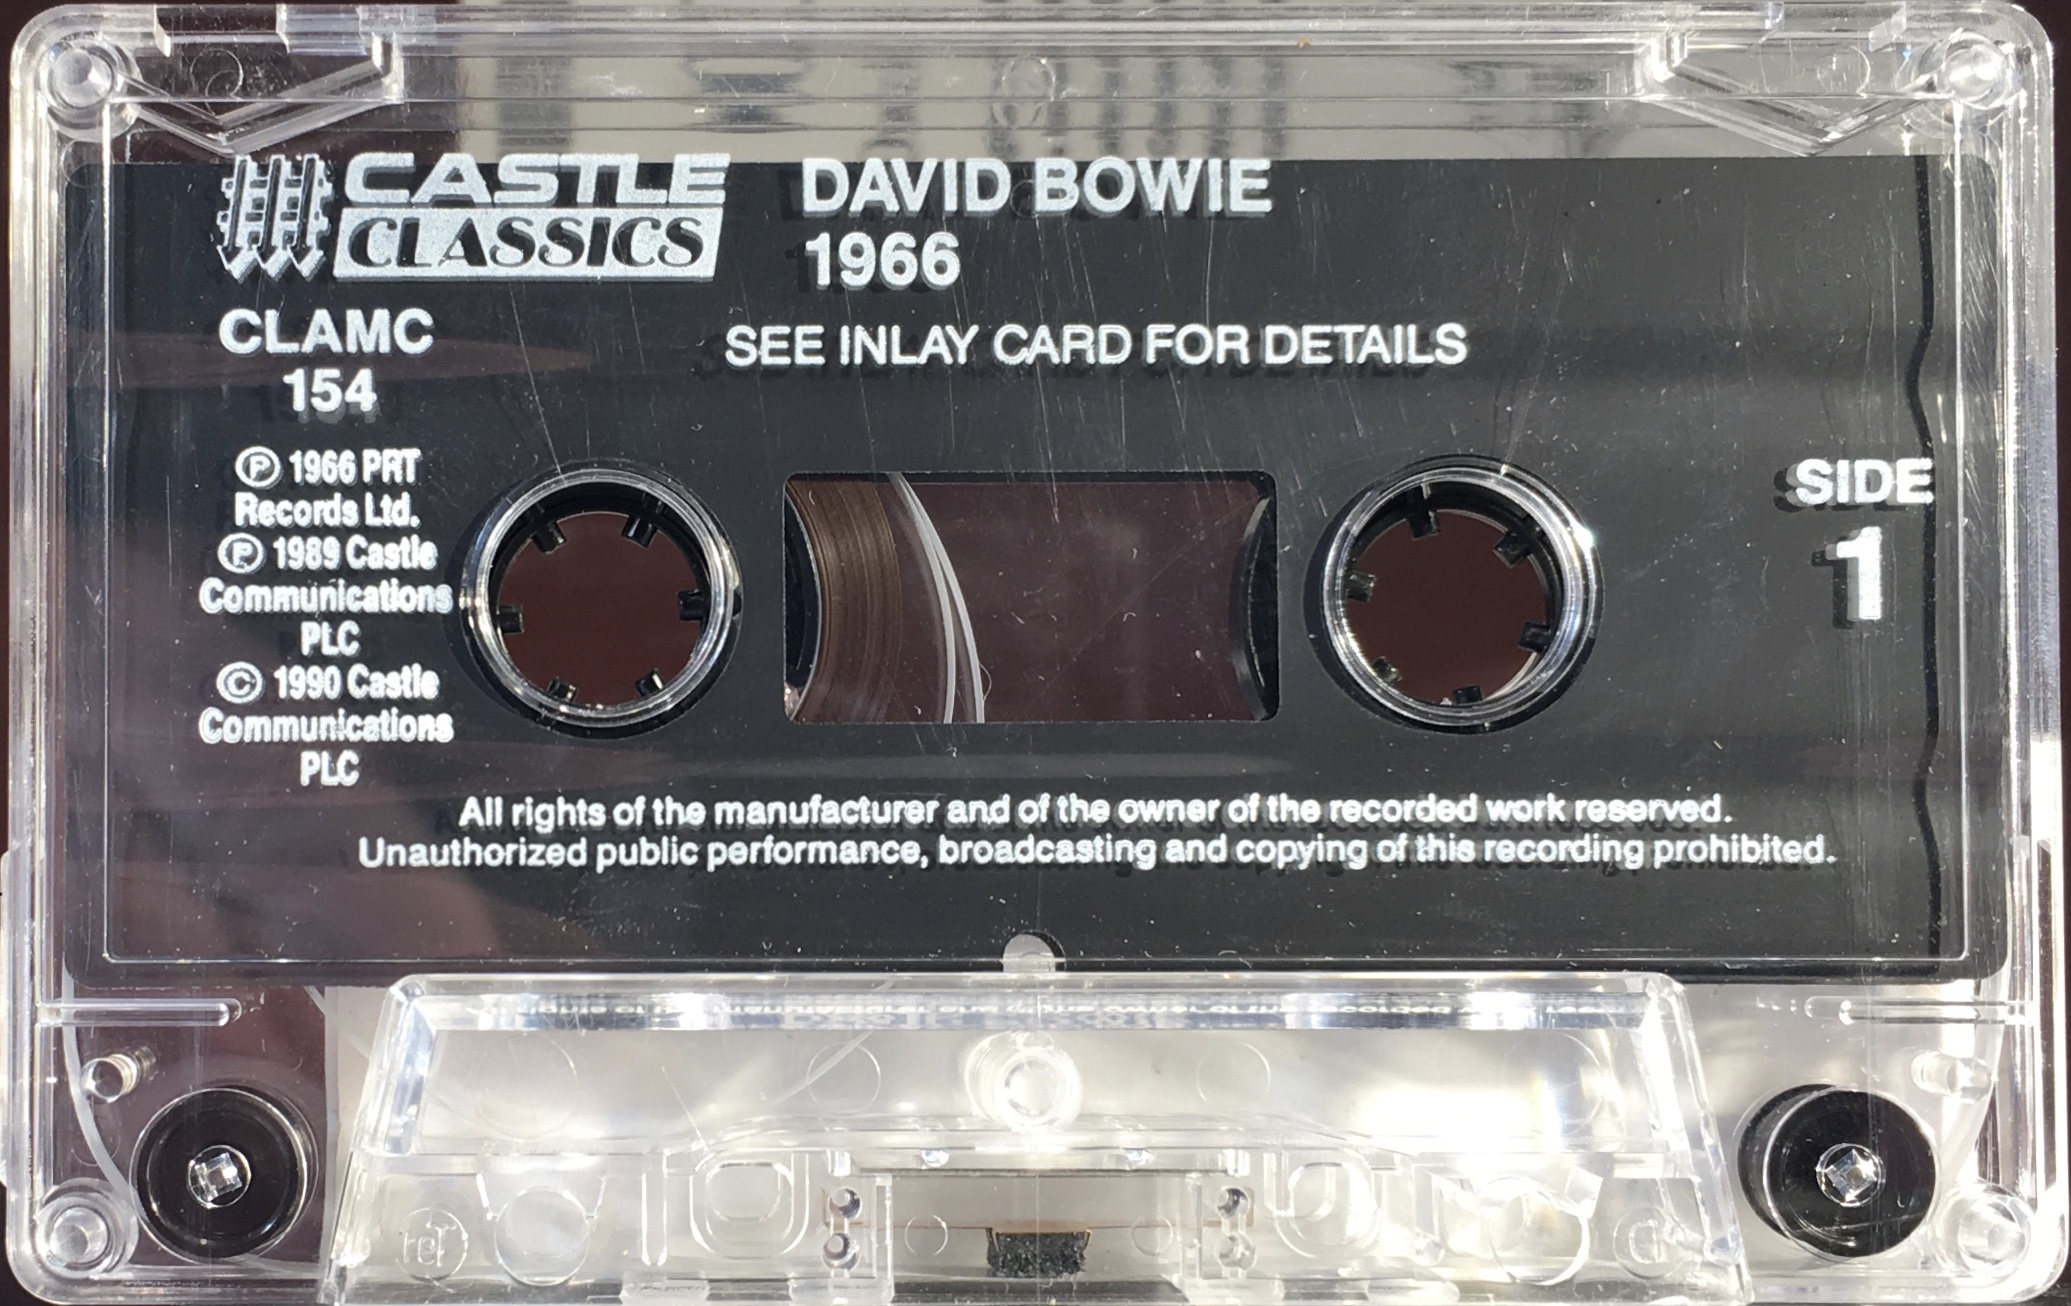 CASTLE
CLASSICS
DAVID BOWIE
1966
CLAMC
154
SEE INLAY CARD FOR DETAILS
℗ 1966 PRT
Records Ltd.
℗ 1989 Castle
Communications
PLC
© 1990 Castle
Communications
PLC
SIDE
1
All rights of the manufacturer and of the owner of the recorded work reserved.
Unauthorized public performance, broadcasting and copying of this recording prohibited.